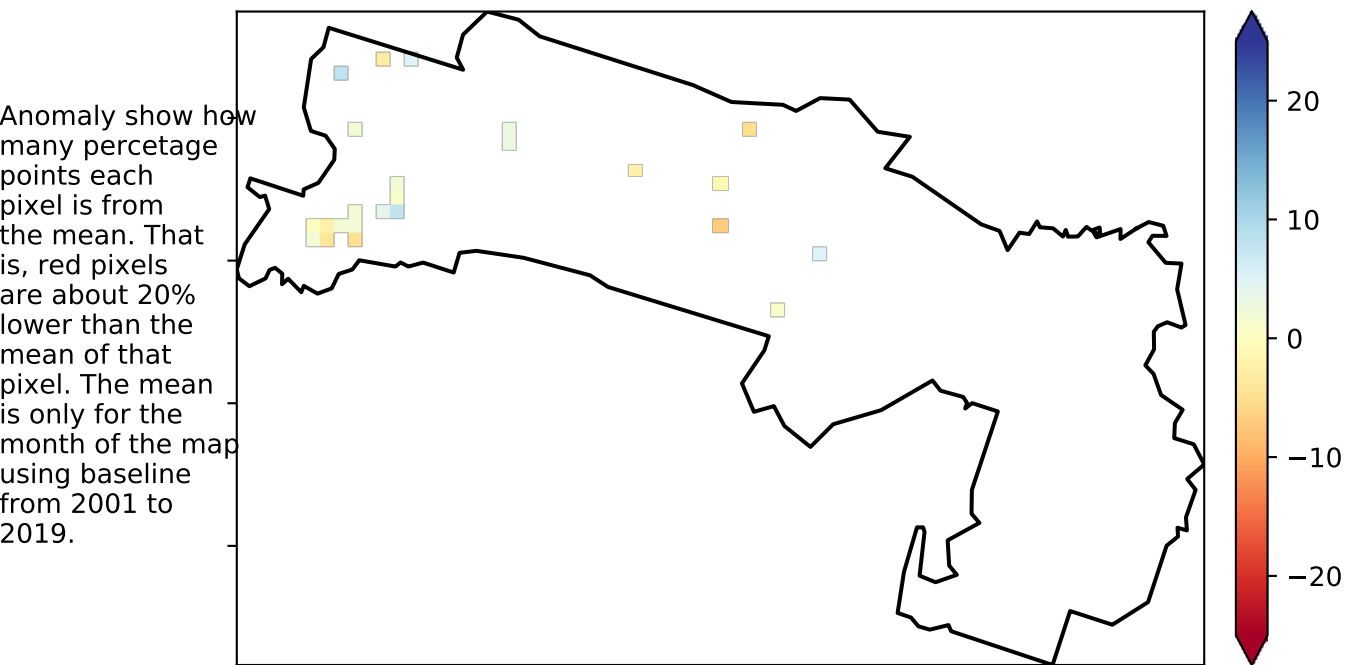 Anomaly show how
many percetage
points each
pixel is from
the mean. That
is, red pixels
are about 20%
lower than the
mean of that
pixel. The mean
is only for the
month of the map
using baseline
from 2001 to
2019.
20
10
0
−10
−20